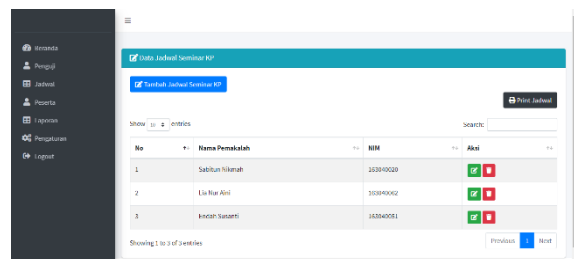 Beranda
Penguji
Jadwal
Peserta
Laporan
Pengaturan
Logout
Data Jadwal Seminar KP
Tambah Jadwal Seminar KP
Print Jadwal
Show 10 entries
Search:
No Nama Pemakalah NIM Aksi
1 Sabitun Nikmah 163040020
2 Lia Nur Aini 163040062
3 Endah Susanti 163040051
Showing 1 to 3 of 3 entries
Previous 1 Next